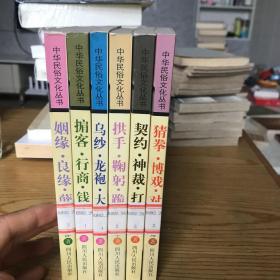 中华民俗文化丛书
姻缘·良缘·薄
四川人民出版社
中华民俗文化丛书
掮客·行商·钱
四川人民出版社
中华民俗文化丛书
乌纱·龙袍·大
四川人民出版社
中华民俗文化丛书
拱手·鞠躬·跪
四川人民出版社
中华民俗文化丛书
契约·神裁·打
四川人民出版社
中华民俗文化丛书
猜拳·博戏
四川人民出版社